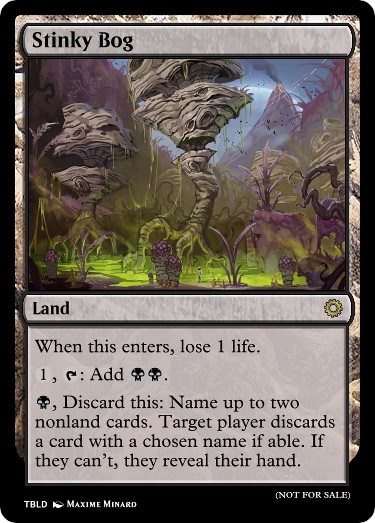 Stinky Bog
Land
When this enters, lose 1 life.
1 , : Add .
, Discard this: Name up to two
nonland cards. Target player discards
a card with a chosen name if able. If
they can't, they reveal their hand.
(NOT FOR SALE)
TBLD Maxime Minard